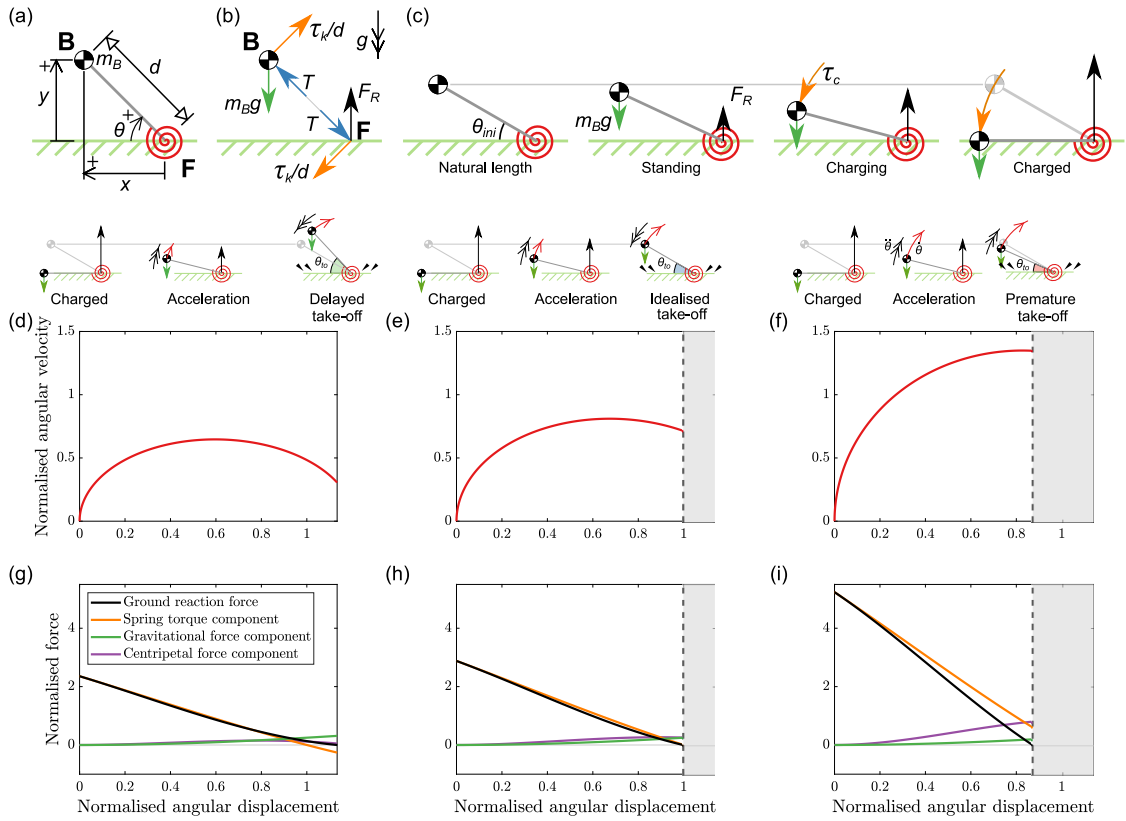 (a)
B
m_B
d
+
y
θ
+
F
+
x
(b)
τ_k/d
g
B
T
m_Bg
F_R
T
F
τ_k/d
(c)
θ_ini
Natural length
m_Bg
F_R
Standing
τ_c
Charging
Charged
Charged
Acceleration
θ_to
Delayed
take-off
Charged
Acceleration
θ_to
Idealised
take-off
Charged
θ̈
θ̇
Acceleration
θ_to
Premature
take-off
(d)
Normalised angular velocity
1.5
1
0.5
0
0 0.2 0.4 0.6 0.8 1
(e)
1.5
1
0.5
0
0 0.2 0.4 0.6 0.8 1
(f)
1.5
1
0.5
0
0 0.2 0.4 0.6 0.8 1
(g)
Normalised force
4
2
0
Ground reaction force
Spring torque component
Gravitational force component
Centripetal force component
0 0.2 0.4 0.6 0.8 1
Normalised angular displacement
(h)
4
2
0
0 0.2 0.4 0.6 0.8 1
Normalised angular displacement
(i)
4
2
0
0 0.2 0.4 0.6 0.8 1
Normalised angular displacement